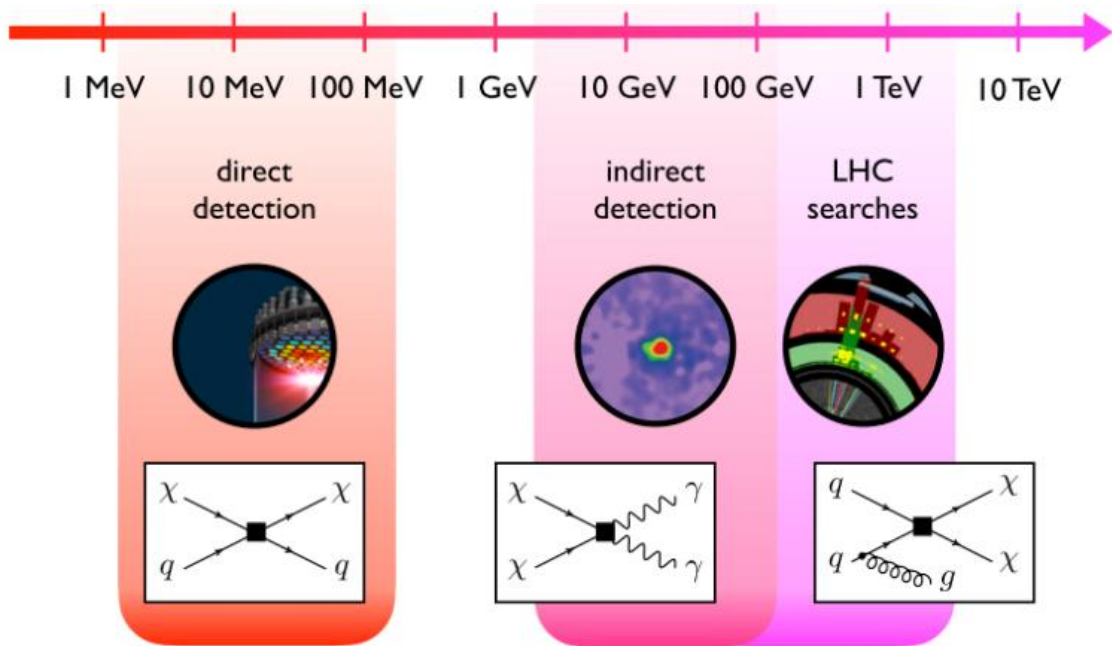 1 MeV 10 MeV 100 MeV 1 GeV 10 GeV 100 GeV 1 TeV 10 TeV
direct
detection
indirect
detection
LHC
searches
χ χ
q q
χ γ
χ γ
q χ
q g χ